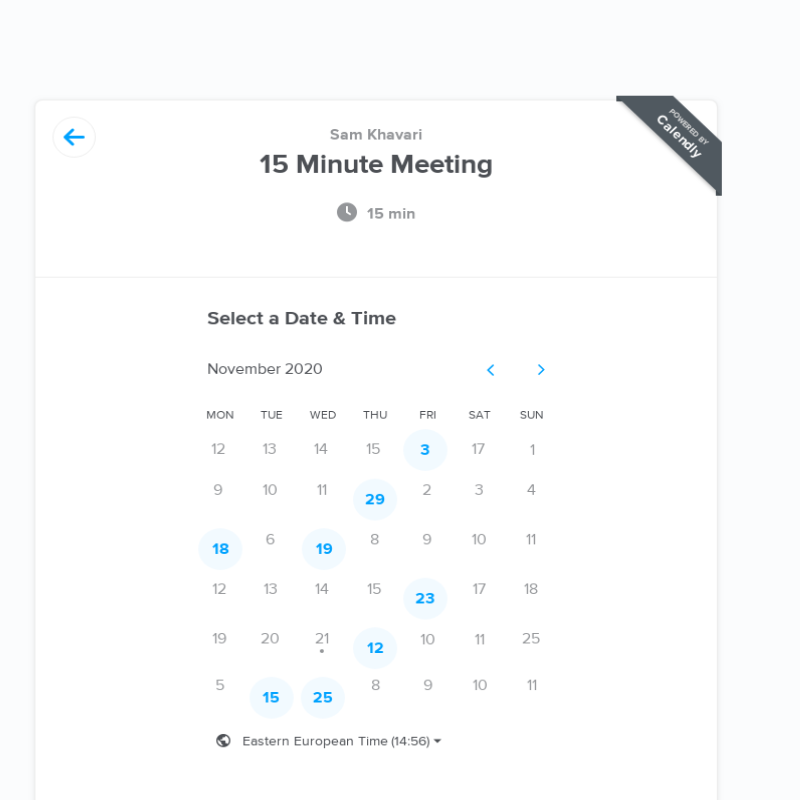 POWERED BY
Calendly
Sam Khavari
15 Minute Meeting
15 min
Select a Date & Time
November 2020
MON TUE WED THU FRI SAT SUN
12 13 14 15 3 17 1
9 10 11 29 2 3 4
18 6 19 8 9 10 11
12 13 14 15 23 17 18
19 20 21 12 10 11 25
5 15 25 8 9 10 11
Eastern European Time (14:56)